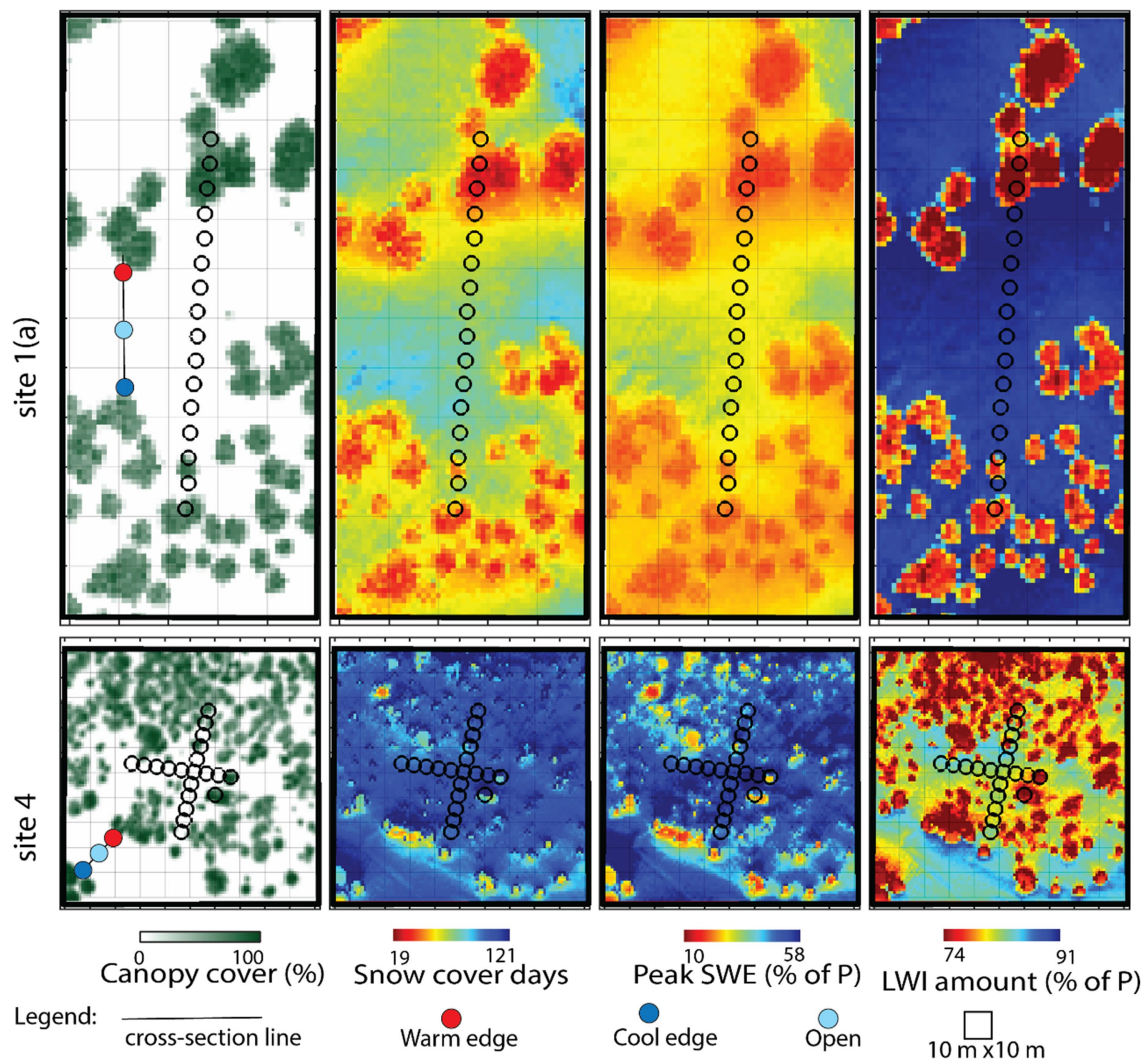 site 1(a)
site 4
0 100
Canopy cover (%)
19 121
Snow cover days
10 58
Peak SWE (% of P)
74 91
LWI amount (% of P)
Legend:
cross-section line
Warm edge
Cool edge
Open
10 m x10 m